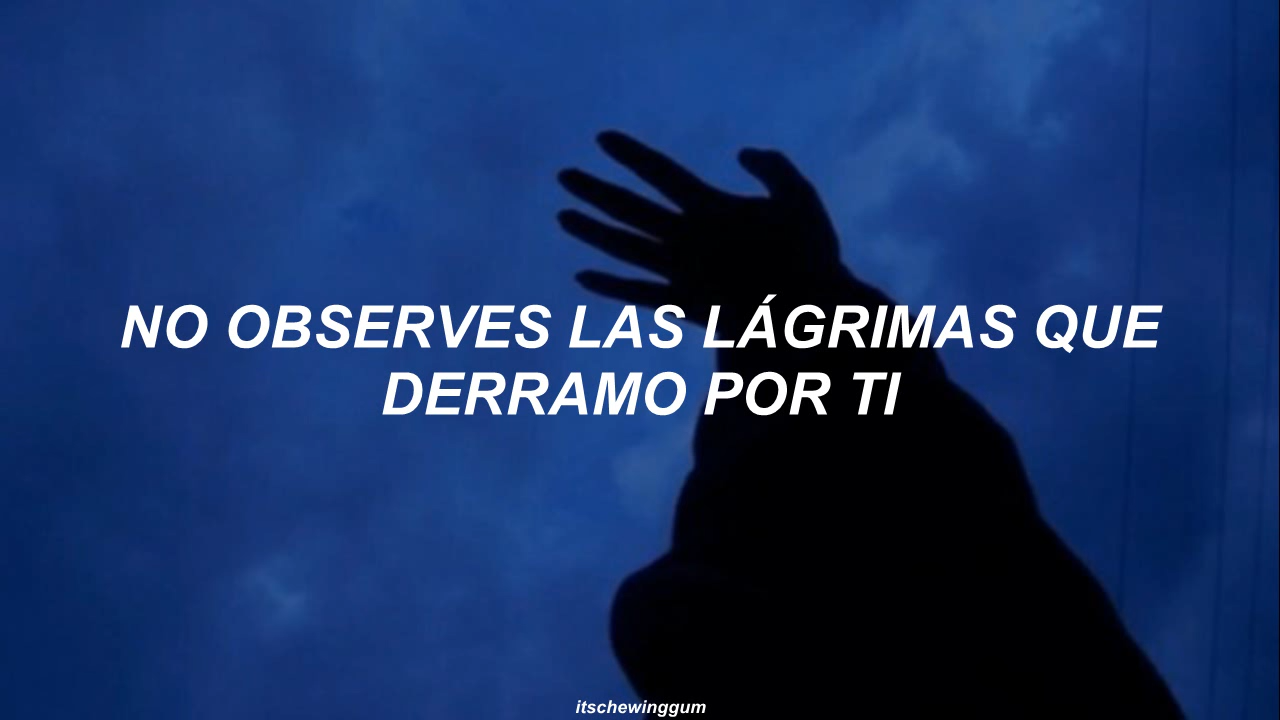 NO OBSERVES LAS LÁGRIMAS QUE
DERRAMO POR TI
itschewinggum